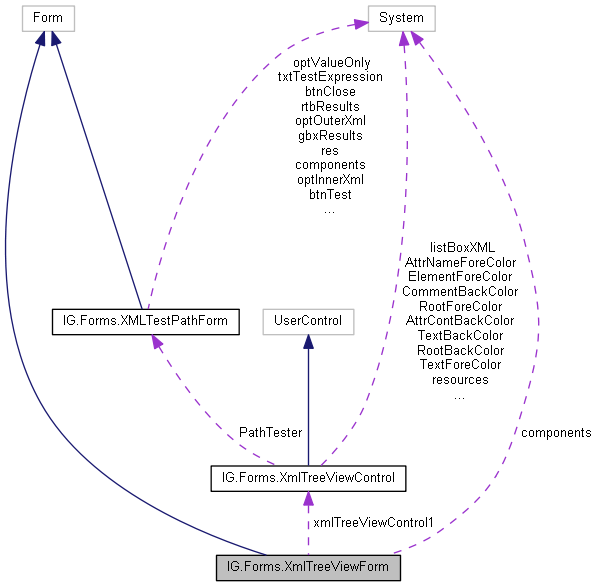 Form
System
optValueOnly
txtTestExpression
btnClose
rtbResults
optOuterXml
gbxResults
res
components
optInnerXml
btnTest
...
listBoxXML
AttrNameForeColor
ElementForeColor
CommentBackColor
RootForeColor
AttrContBackColor
TextBackColor
RootBackColor
TextForeColor
resources
...
IG.Forms.XMLTestPathForm
UserControl
PathTester
components
IG.Forms.XmlTreeViewControl
xmlTreeViewControl1
IG.Forms.XmlTreeViewForm